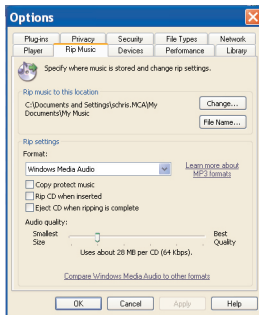 Options
Plug-ins Privacy Security File Types Network
Player Rip Music Devices Performance Library
Specify where music is stored and change rip settings.
Rip music to this location
C:\Documents and Settings\schris.MCA\My
Documents\My Music
Change...
File Name...
Rip settings
Format:
Windows Media Audio
Learn more about
MP3 formats
Copy protect music
Rip CD when inserted
Eject CD when ripping is complete
Audio quality:
Smallest
Size
Best
Quality
Uses about 28 MB per CD (64 Kbps).
Compare Windows Media Audio to other formats
OK Cancel Apply Help